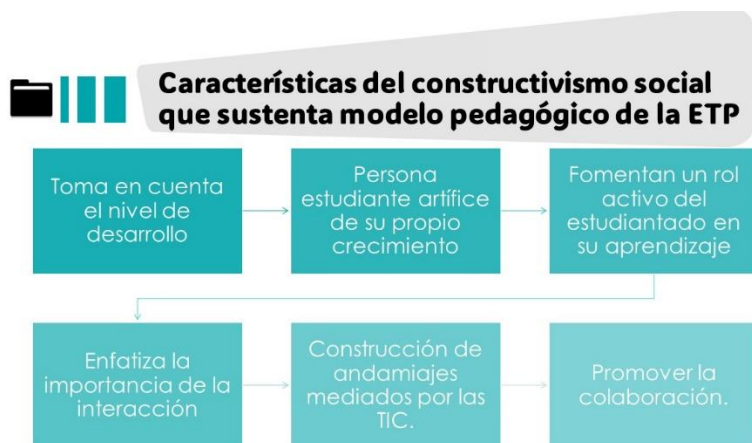 Características del constructivismo social
que sustenta modelo pedagógico de la ETP
Toma en cuenta
el nivel de
desarrollo
Persona
estudiante artífice
de su propio
crecimiento
Fomentan un rol
activo del
estudiantado en
su aprendizaje
Enfatiza la
importancia de la
interacción
Construcción de
andamiajes
mediados por las
TIC.
Promover la
colaboración.